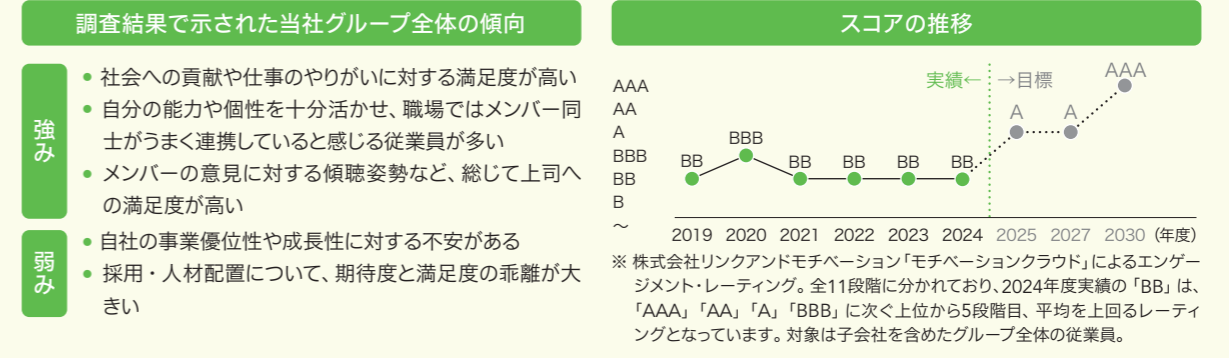 調査結果で示された当社グループ全体の傾向
強み
● 社会への貢献や仕事のやりがいに対する満足度が高い
● 自分の能力や個性を十分活かせ、職場ではメンバー同
士がうまく連携していると感じる従業員が多い
● メンバーの意見に対する傾聴姿勢など、総じて上司へ
の満足度が高い
弱み
● 自社の事業優位性や成長性に対する不安がある
● 採用・人材配置について、期待度と満足度の乖離が大
きい
スコアの推移
実績← →目標
AAA
AA
A
BBB
BB
B
～
BB BBB BB BB BB BB A A AAA
2019 2020 2021 2022 2023 2024 2025 2027 2030 (年度)
※ 株式会社リンクアンドモチベーション「モチベーションクラウド」によるエンゲー
ジメント・レーティング。全11段階に分かれており、2024年度実績の「BB」は、
「AAA」「AA」「A」「BBB」に次ぐ上位から5段階目、平均を上回るレーティ
ングとなっています。対象は子会社を含めたグループ全体の従業員。